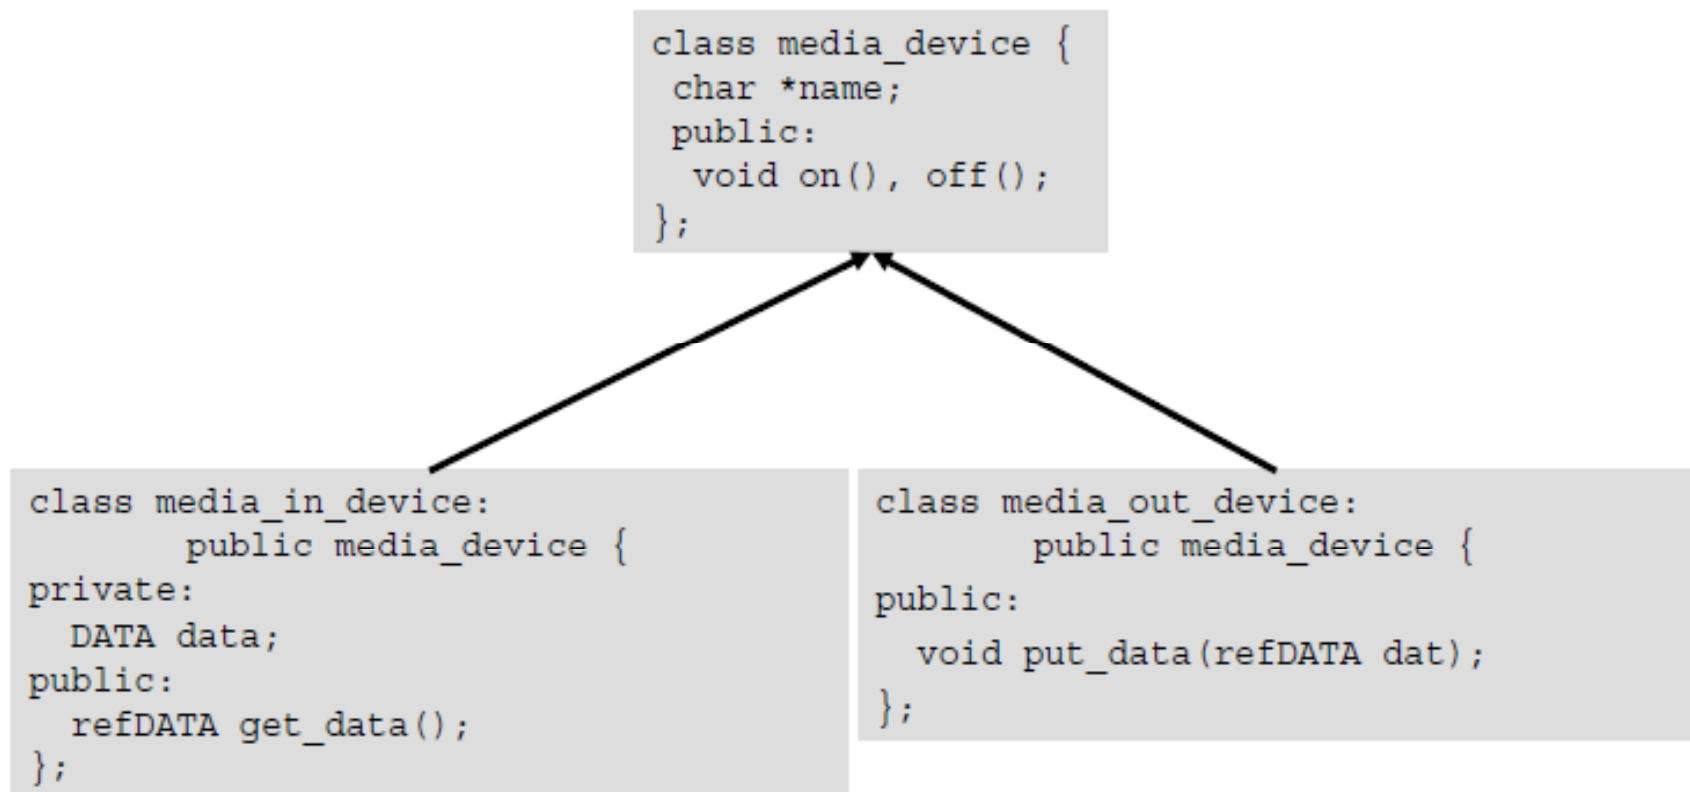 class media_device {
char *name;
public:
void on(), off();
};
class media_in_device:
public media_device {
private:
DATA data;
public:
refDATA get_data();
};
class media_out_device:
public media_device {
public:
void put_data(refDATA dat);
};